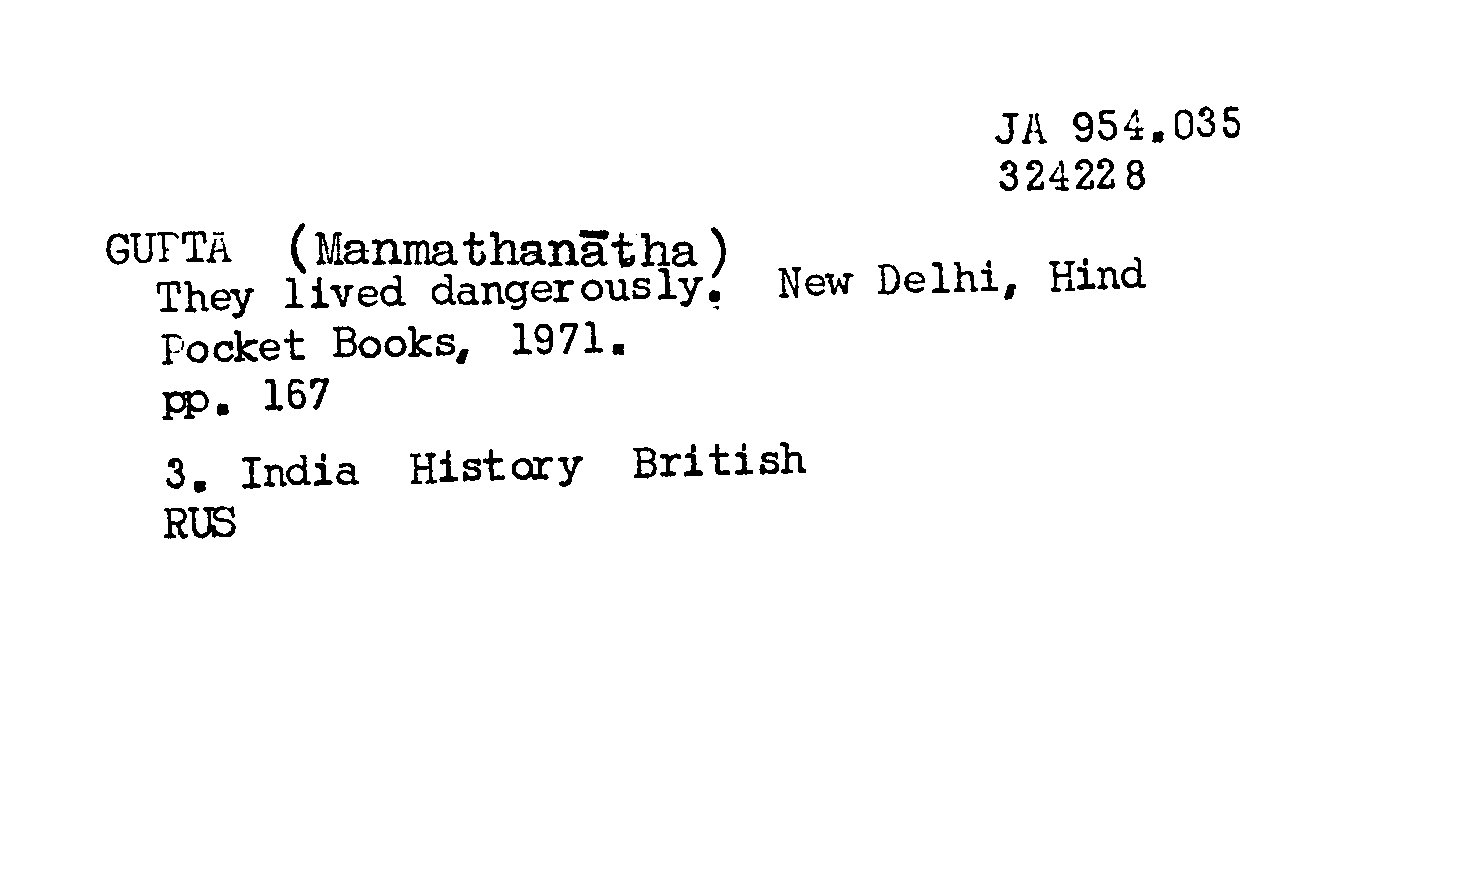 JA 954.035
324228
GUPTA (Manmathanātha)
They lived dangerously. New Delhi, Hind
Pocket Books, 1971.
pp. 167
3. India History British
RUS